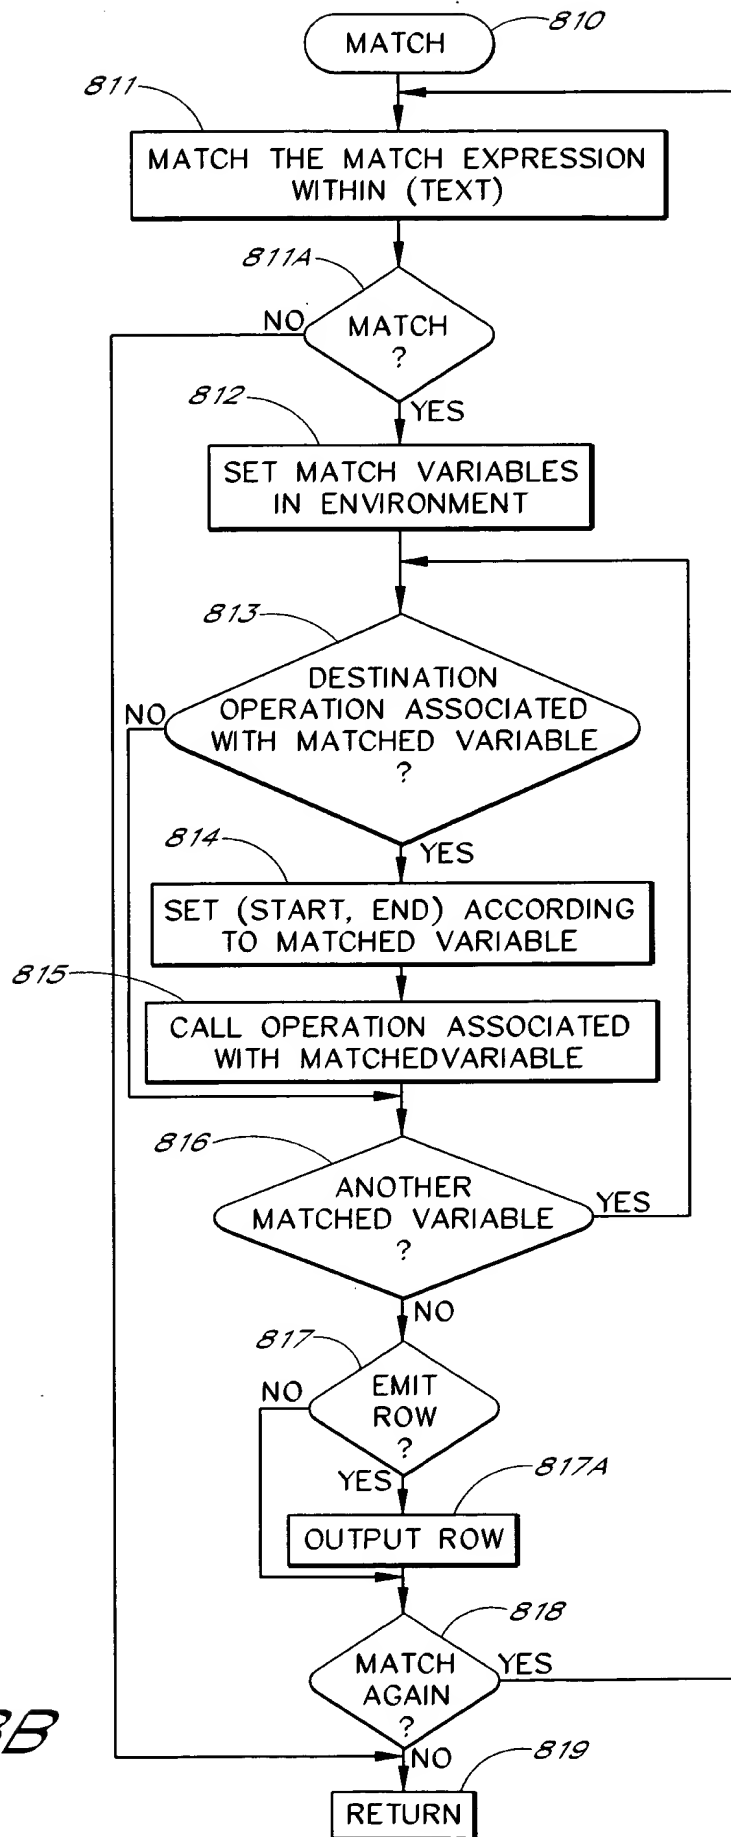 MATCH
810
811
MATCH THE MATCH EXPRESSION
WITHIN (TEXT)
811A
NO
MATCH
?
YES
812
SET MATCH VARIABLES
IN ENVIRONMENT
813
DESTINATION
OPERATION ASSOCIATED
WITH MATCHED VARIABLE
?
NO
YES
814
SET (START, END) ACCORDING
TO MATCHED VARIABLE
815
CALL OPERATION ASSOCIATED
WITH MATCHEDVARIABLE
816
ANOTHER
MATCHED VARIABLE
?
YES
NO
817
EMIT
ROW
?
NO
YES
817A
OUTPUT ROW
818
MATCH
AGAIN
?
YES
NO
8B
819
RETURN